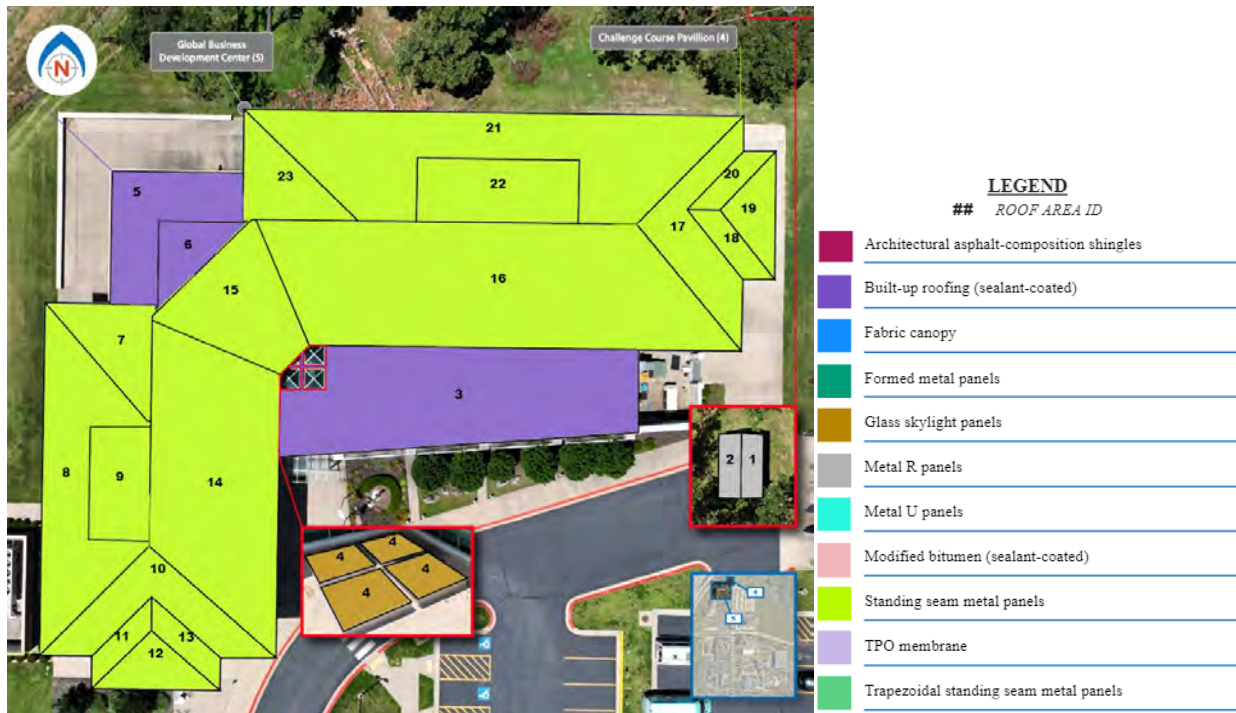 N
Global Business
Development Center (5)
Challenge Course Pavillion (4)
21
5
23
22
20
19
17
18
6
15
16
7
3
8
9
14
2 1
10
4
4
4
4
11
13
12
4
5
LEGEND
## ROOF AREA ID
Architectural asphalt-composition shingles
Built-up roofing (sealant-coated)
Fabric canopy
Formed metal panels
Glass skylight panels
Metal R panels
Metal U panels
Modified bitumen (sealant-coated)
Standing seam metal panels
TPO membrane
Trapezoidal standing seam metal panels